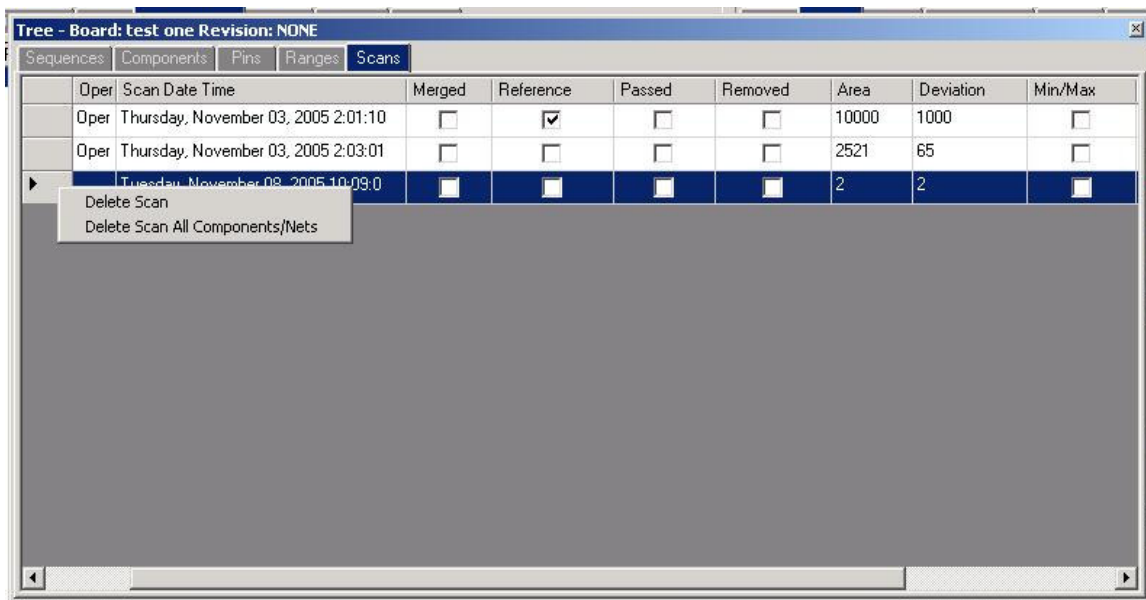 Tree - Board: test one Revision: NONE
Sequences Components Pins Ranges Scans
Oper Scan Date Time Merged Reference Passed Removed Area Deviation Min/Max
Oper Thursday, November 03, 2005 2:01:10 10000 1000
Oper Thursday, November 03, 2005 2:03:01 2521 65
Tuesday, November 08, 2005 10:09:0 2 2
Delete Scan
Delete Scan All Components/Nets